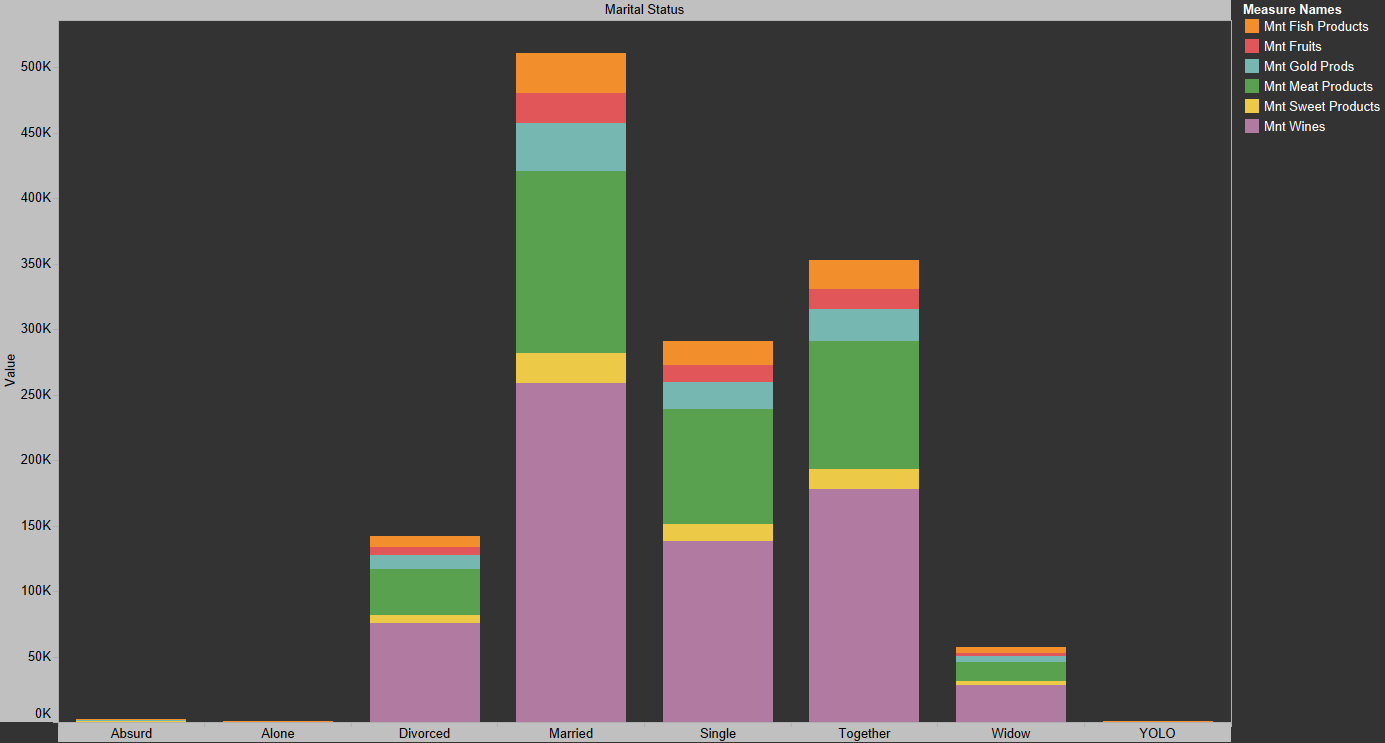 Marital Status
Measure Names
Mnt Fish Products
Mnt Fruits
Mnt Gold Prods
Mnt Meat Products
Mnt Sweet Products
Mnt Wines
500K
450K
400K
350K
300K
250K
200K
150K
100K
50K
0K
Value
Absurd Alone Divorced Married Single Together Widow YOLO